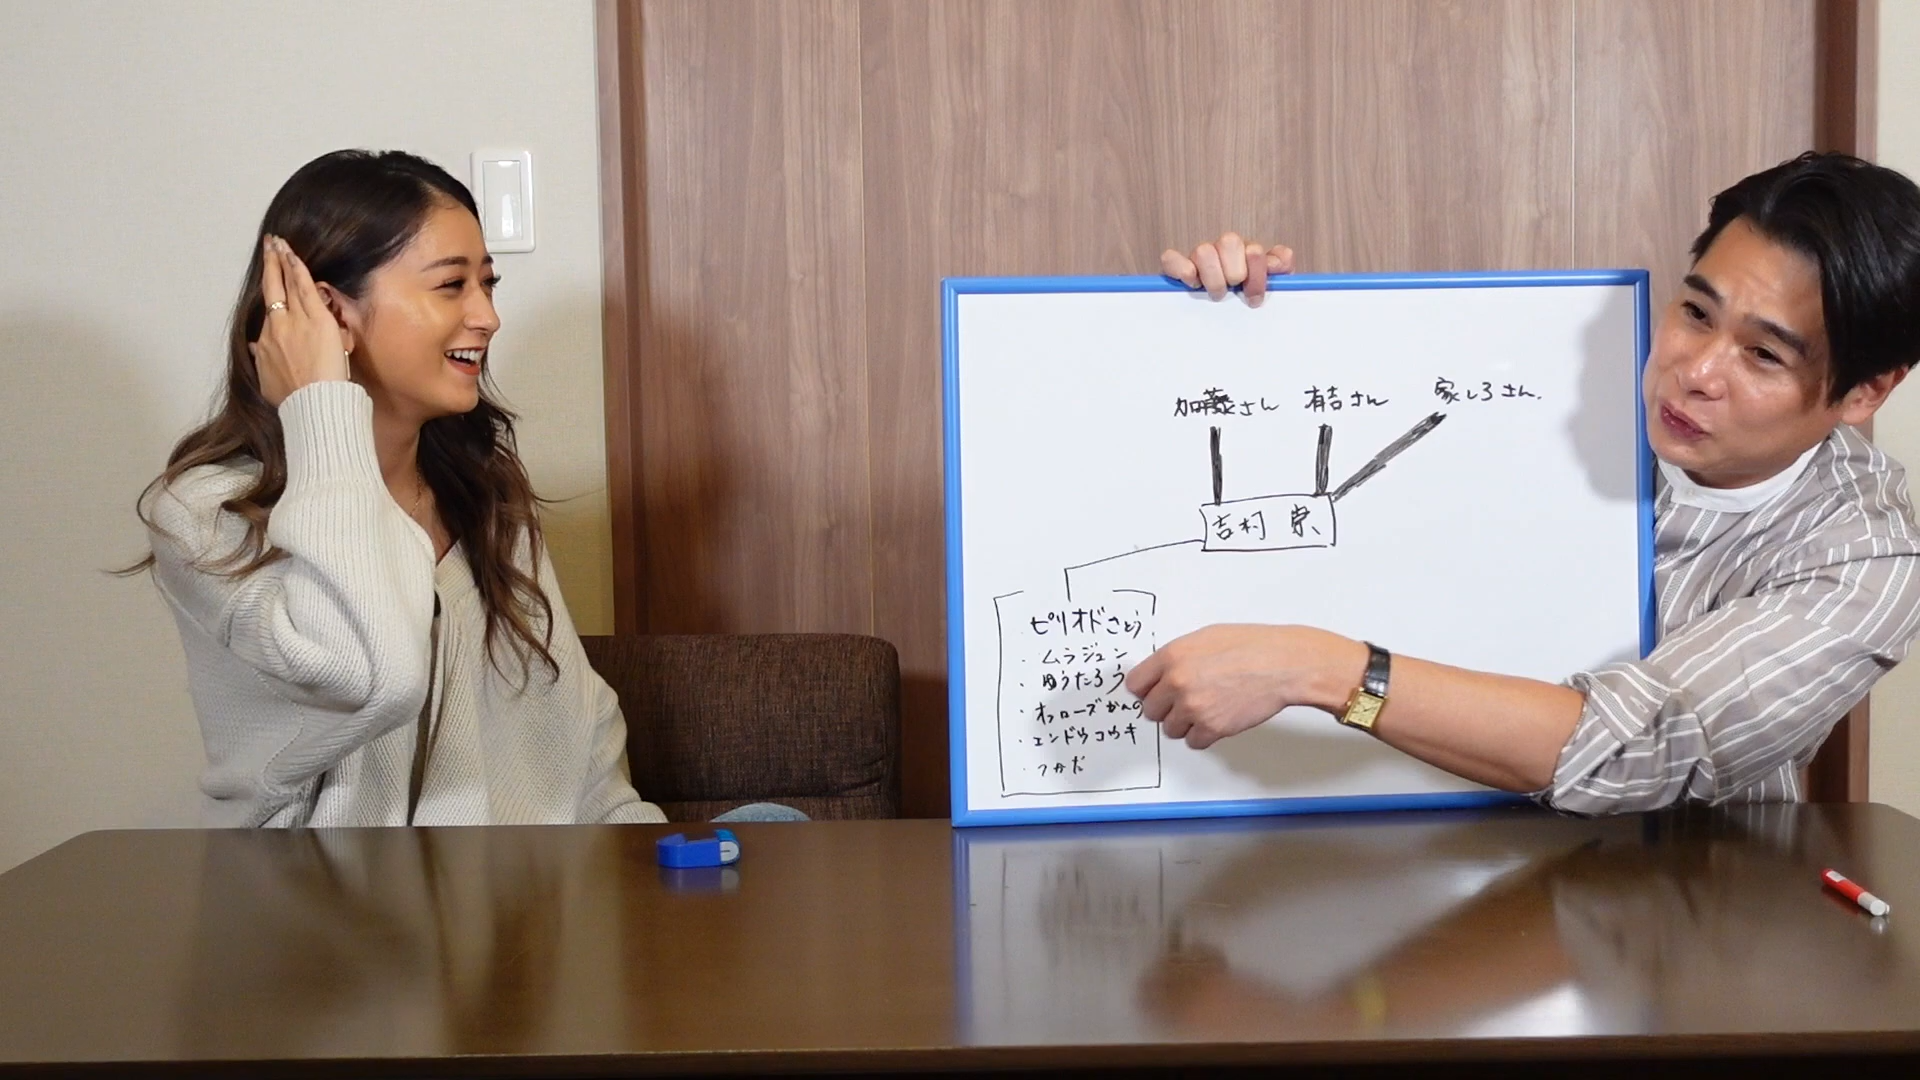 加藤さん 有吉さん 家しろさん.
吉村 崇
ピリオドさとう
・ムラジュン
・団うたろう
・オフローズかんの
・エンドウコウキ
・つかだ